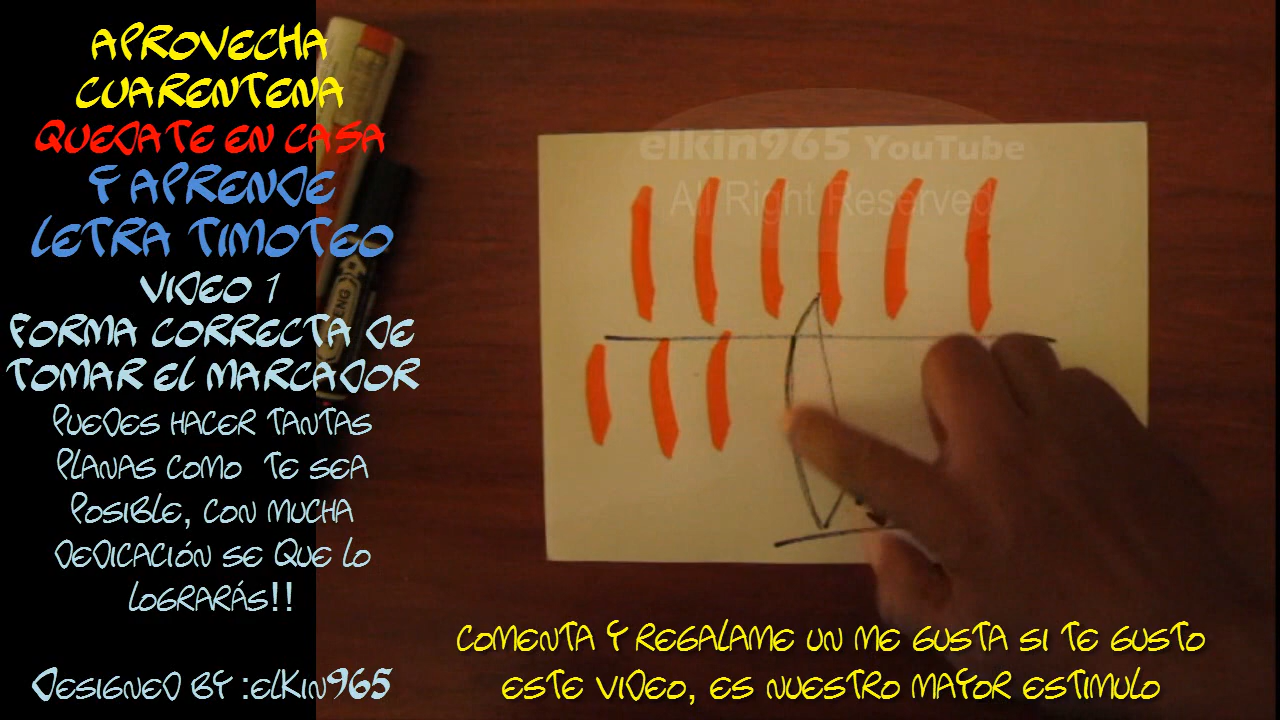 APROVECHA
CUARENTENA
QUEDATE EN CASA
Y APRENDE
LETRA TIMOTEO
VIDEO 1
FORMA CORRECTA DE
TOMAR EL MARCADOR
PUEDES HACER TANTAS
PLANAS COMO TE SEA
POSIBLE, CON MUCHA
DEDICACIÓN SE QUE LO
LOGRARÁS!!
DESIGNED BY :elkin965
elkin965 YouTube
All Right Reserved
COMENTA Y REGALAME UN ME GUSTA SI TE GUSTO
ESTE VIDEO, ES NUESTRO MAYOR ESTIMULO